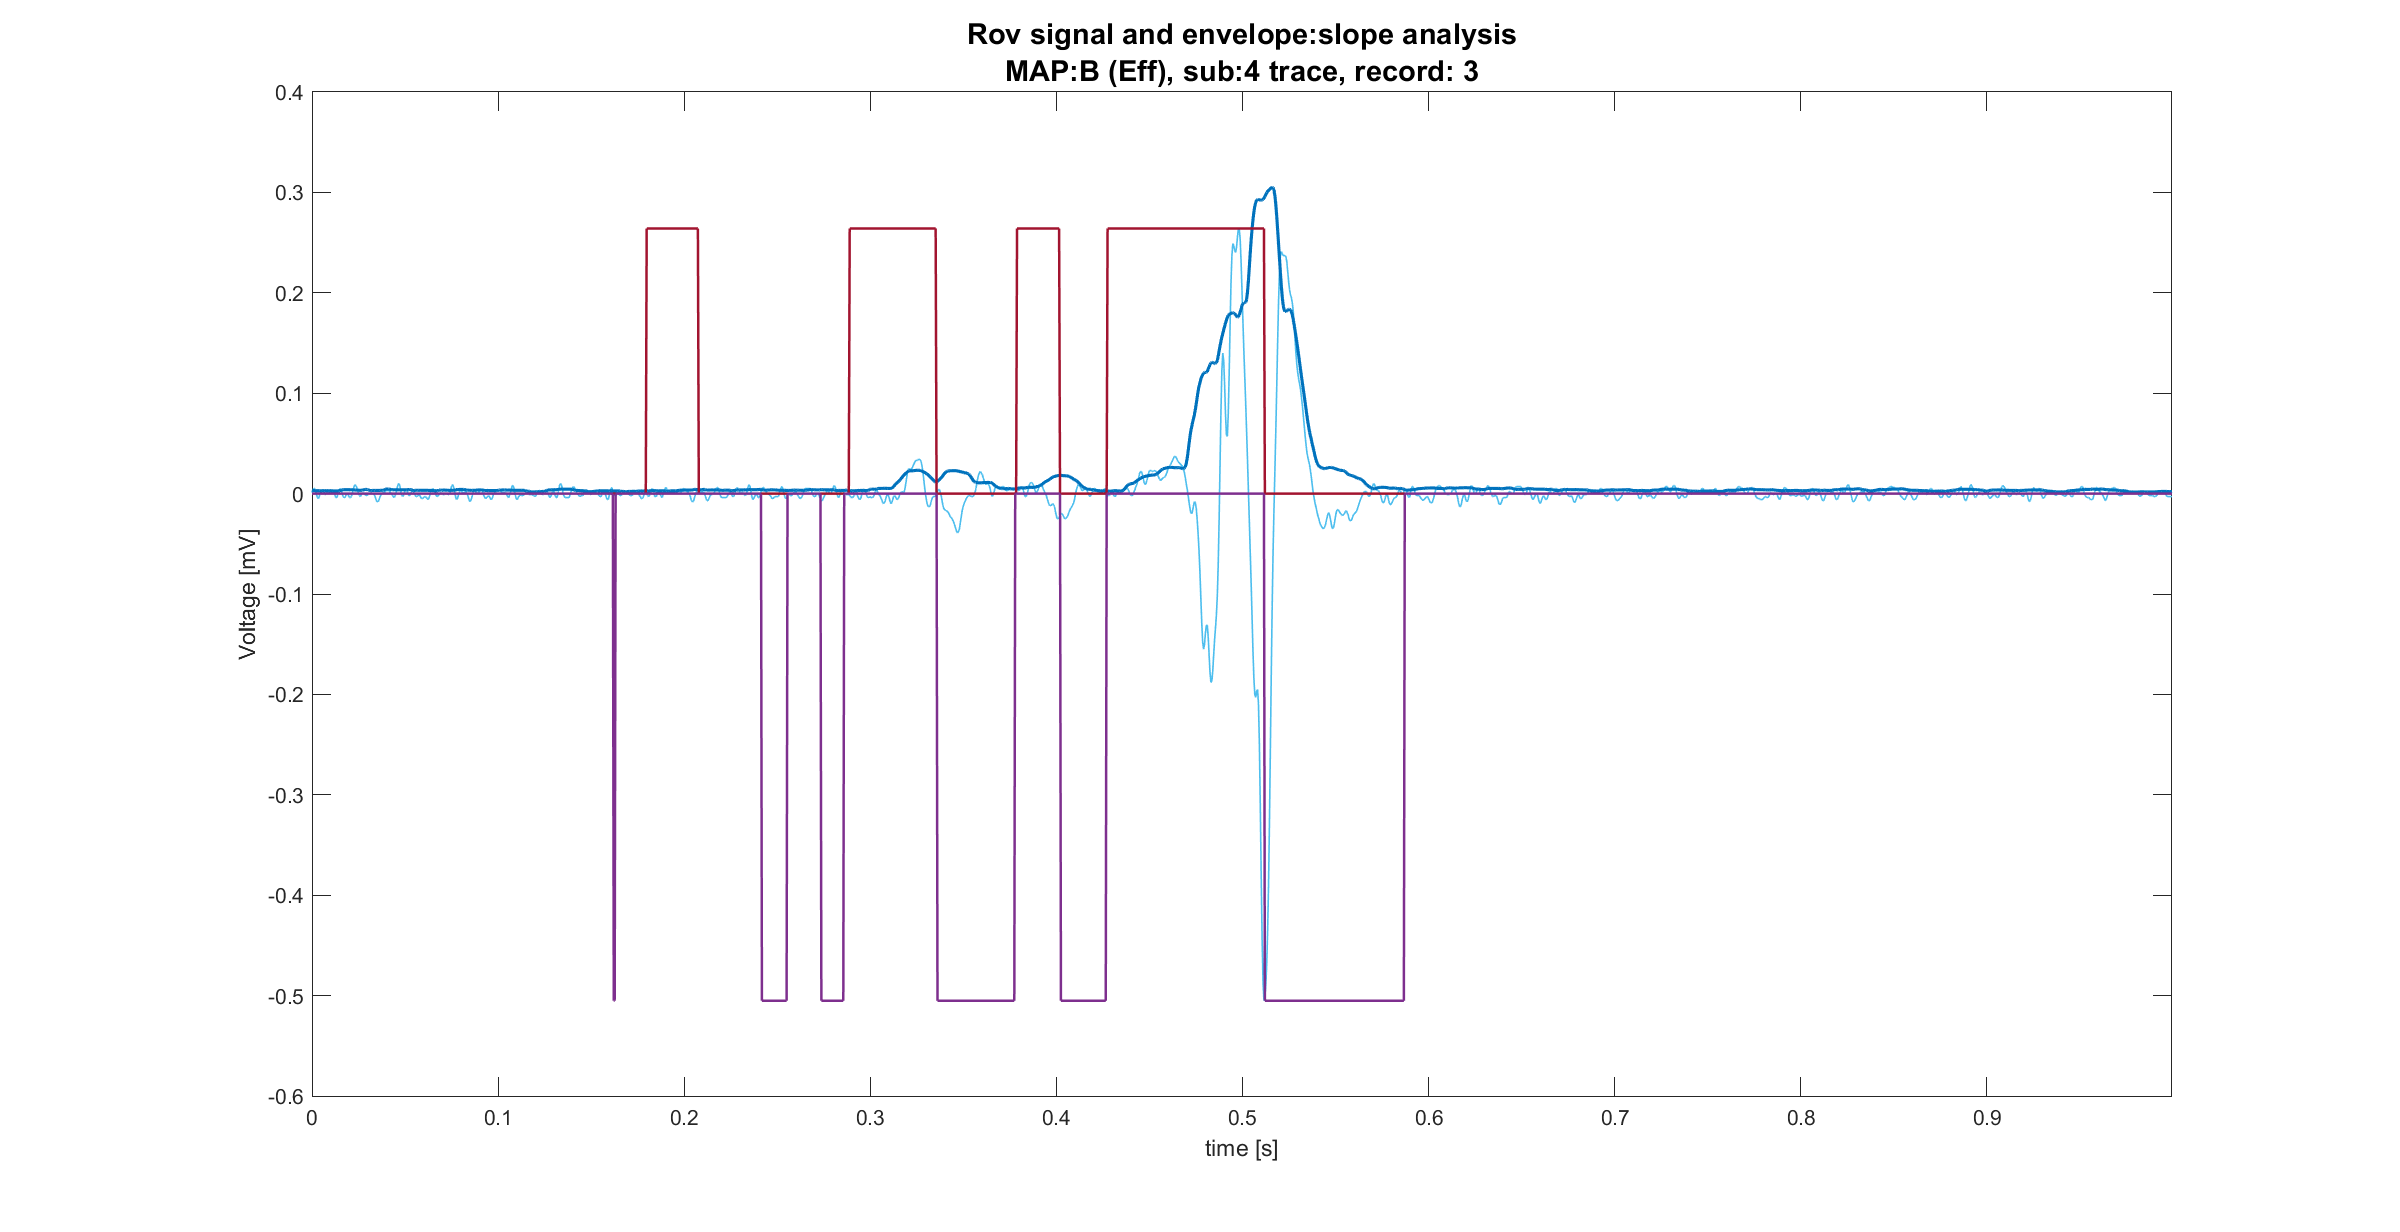 Rov signal and envelope:slope analysis
MAP:B (Eff), sub:4 trace, record: 3
0.4
0.3
0.2
0.1
0
-0.1
-0.2
-0.3
-0.4
-0.5
-0.6
Voltage [mV]
0 0.1 0.2 0.3 0.4 0.5 0.6 0.7 0.8 0.9
time [s]